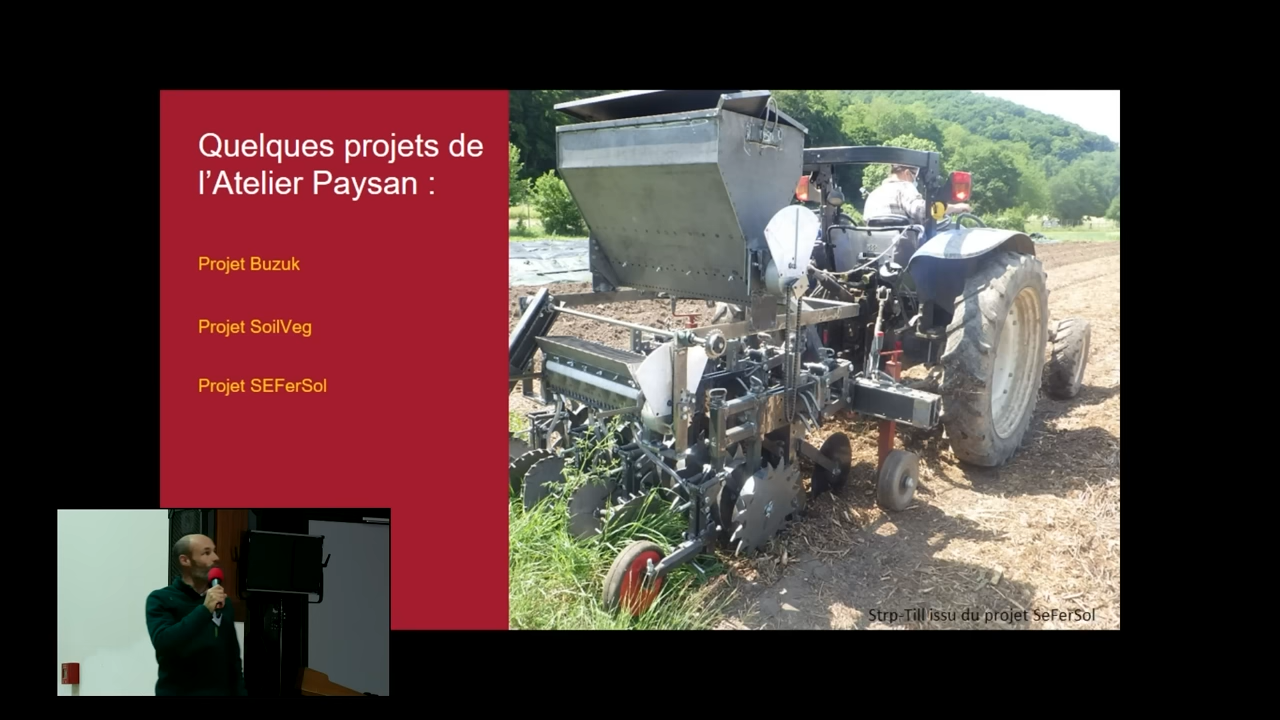 Quelques projets de
l'Atelier Paysan :
Projet Buzuk
Projet SoilVeg
Projet SEFerSol
Strp-Till issu du projet SeFerSol